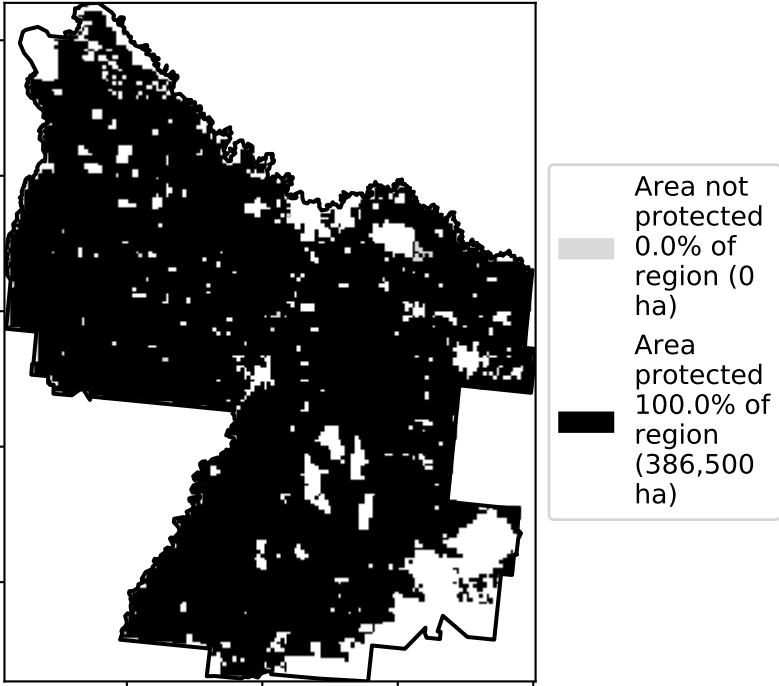 Area not
protected
0.0% of
region (0
ha)
Area
protected
100.0% of
region
(386,500
ha)